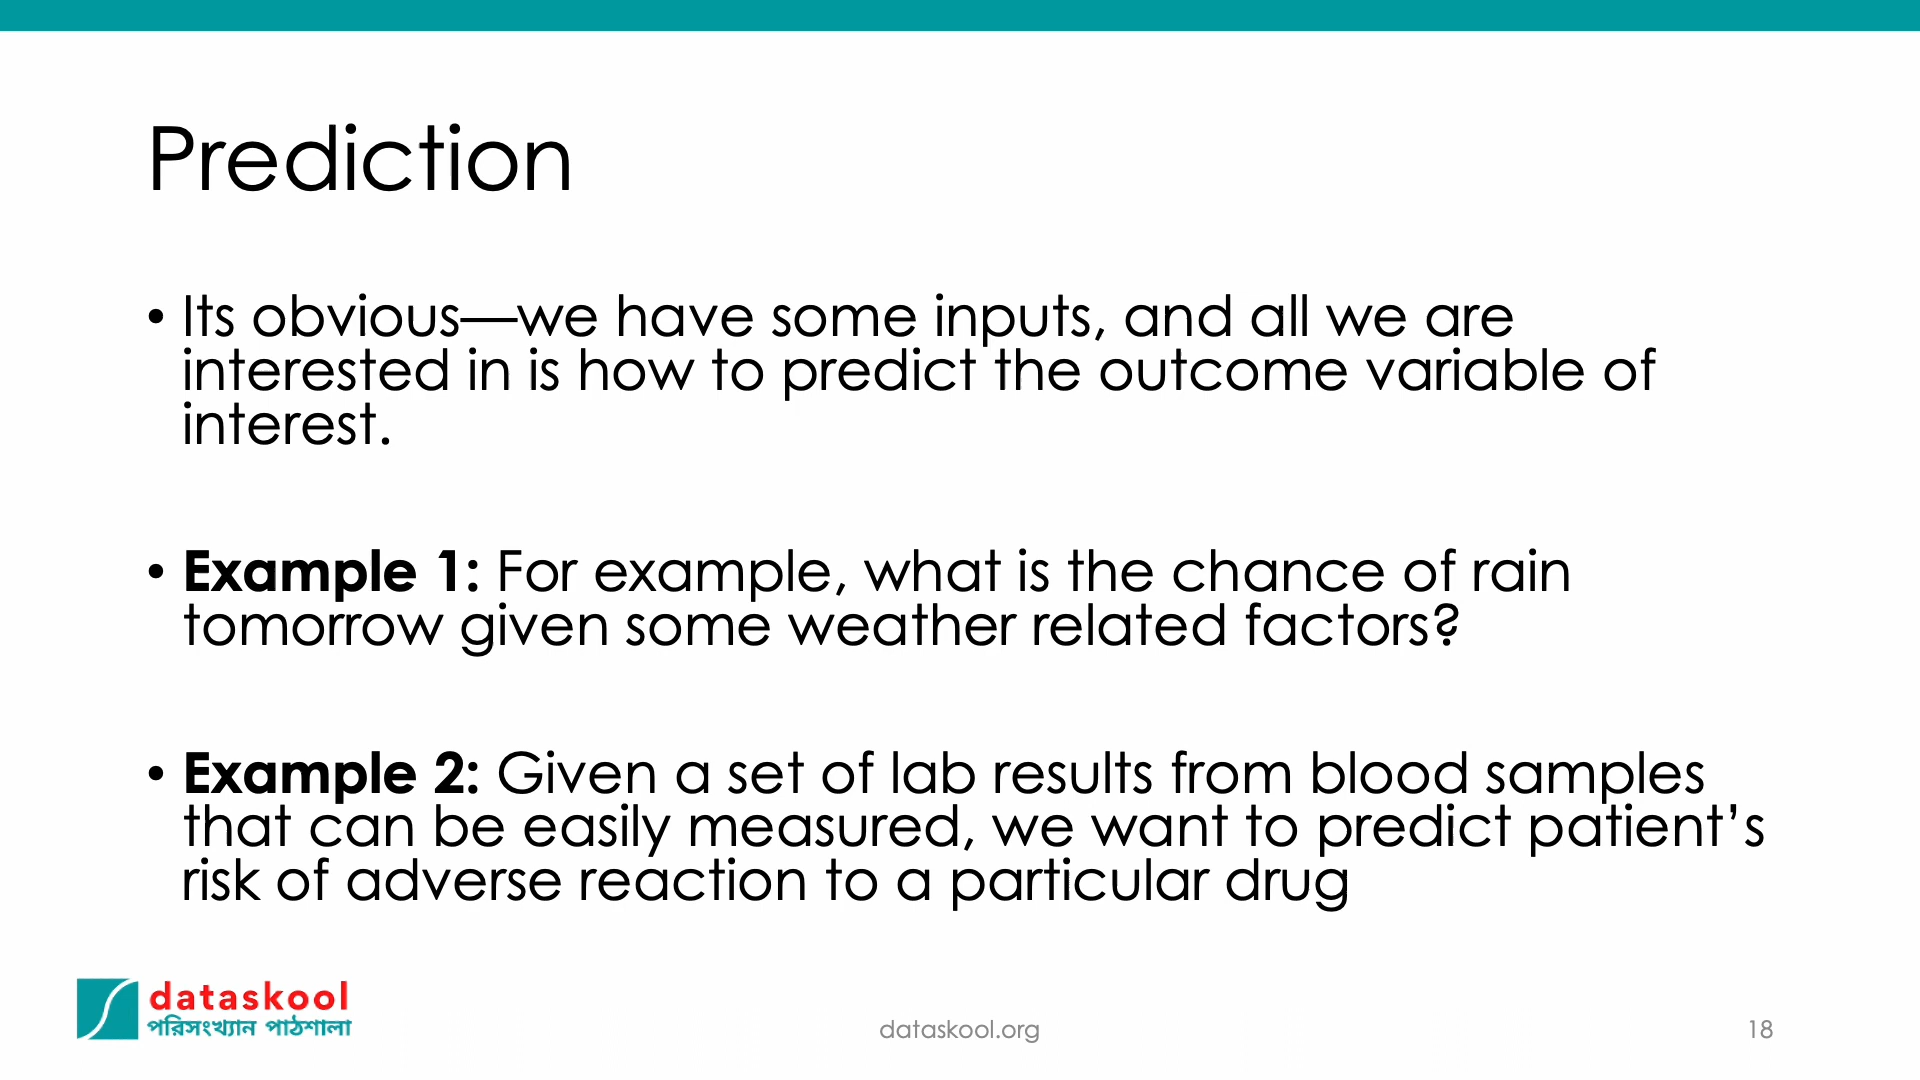 Prediction
• Its obvious—we have some inputs, and all we are
interested in is how to predict the outcome variable of
interest.
• Example 1: For example, what is the chance of rain
tomorrow given some weather related factors?
• Example 2: Given a set of lab results from blood samples
that can be easily measured, we want to predict patient’s
risk of adverse reaction to a particular drug
dataskool
পরিসংখ্যান পাঠশালা
dataskool.org
18